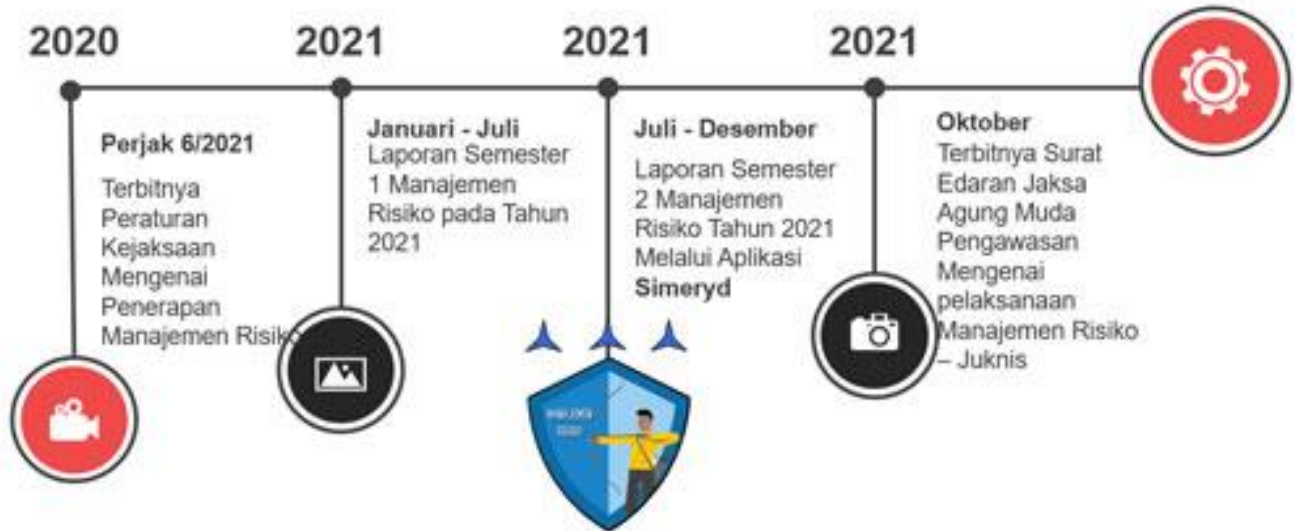 2020
Perjak 6/2021
Terbitnya
Peraturan
Kejaksaan
Mengenai
Penerapan
Manajemen Risiko
2021
Januari - Juli
Laporan Semester
1 Manajemen
Risiko pada Tahun
2021
2021
Juli - Desember
Laporan Semester
2 Manajemen
Risiko Tahun 2021
Melalui Aplikasi
Simeryd
2021
Oktober
Terbitnya Surat
Edaran Jaksa
Agung Muda
Pengawasan
Mengenai
pelaksanaan
Manajemen Risiko
– Juknis